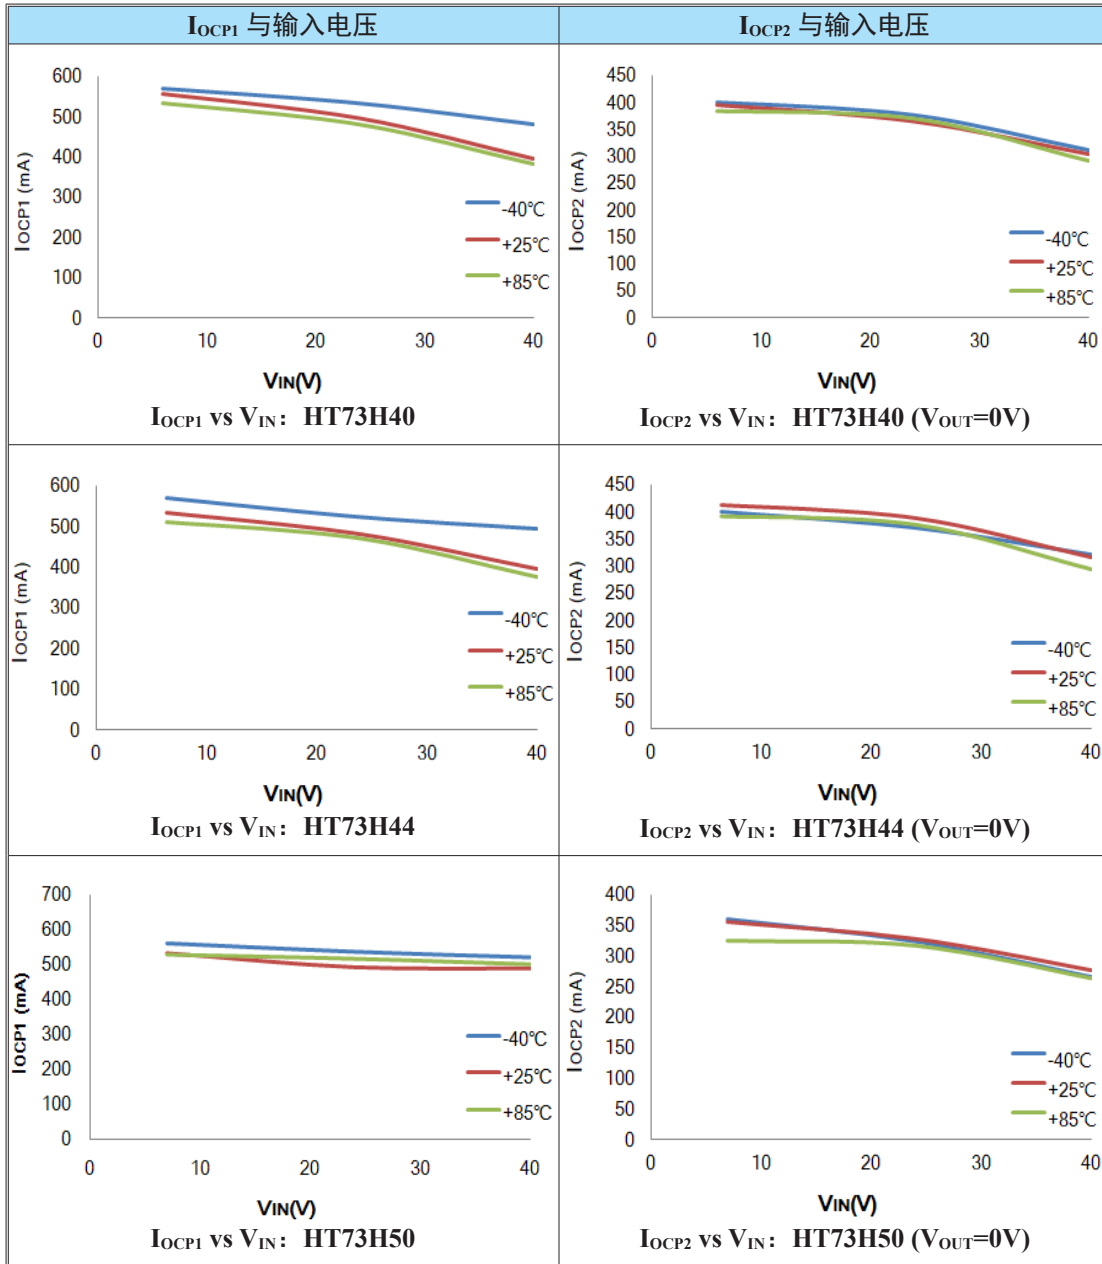 IOCP1 与输入电压
IOCP2 与输入电压
600
500
400
300
200
100
0
IOCP1 (mA)
-40℃
+25℃
+85℃
0 10 20 30 40
VIN(V)
IOCP1 vs VIN：HT73H40
450
400
350
300
250
200
150
100
50
0
IOCP2 (mA)
-40℃
+25℃
+85℃
0 10 20 30 40
VIN(V)
IOCP2 vs VIN：HT73H40 (VOUT=0V)
600
500
400
300
200
100
0
IOCP1 (mA)
-40℃
+25℃
+85℃
0 10 20 30 40
VIN(V)
IOCP1 vs VIN：HT73H44
450
400
350
300
250
200
150
100
50
0
IOCP2 (mA)
-40℃
+25℃
+85℃
0 10 20 30 40
VIN(V)
IOCP2 vs VIN：HT73H44 (VOUT=0V)
700
600
500
400
300
200
100
0
IOCP1 (mA)
-40℃
+25℃
+85℃
0 10 20 30 40
VIN(V)
IOCP1 vs VIN：HT73H50
400
350
300
250
200
150
100
50
0
IOCP2 (mA)
-40℃
+25℃
+85℃
0 10 20 30 40
VIN(V)
IOCP2 vs VIN：HT73H50 (VOUT=0V)